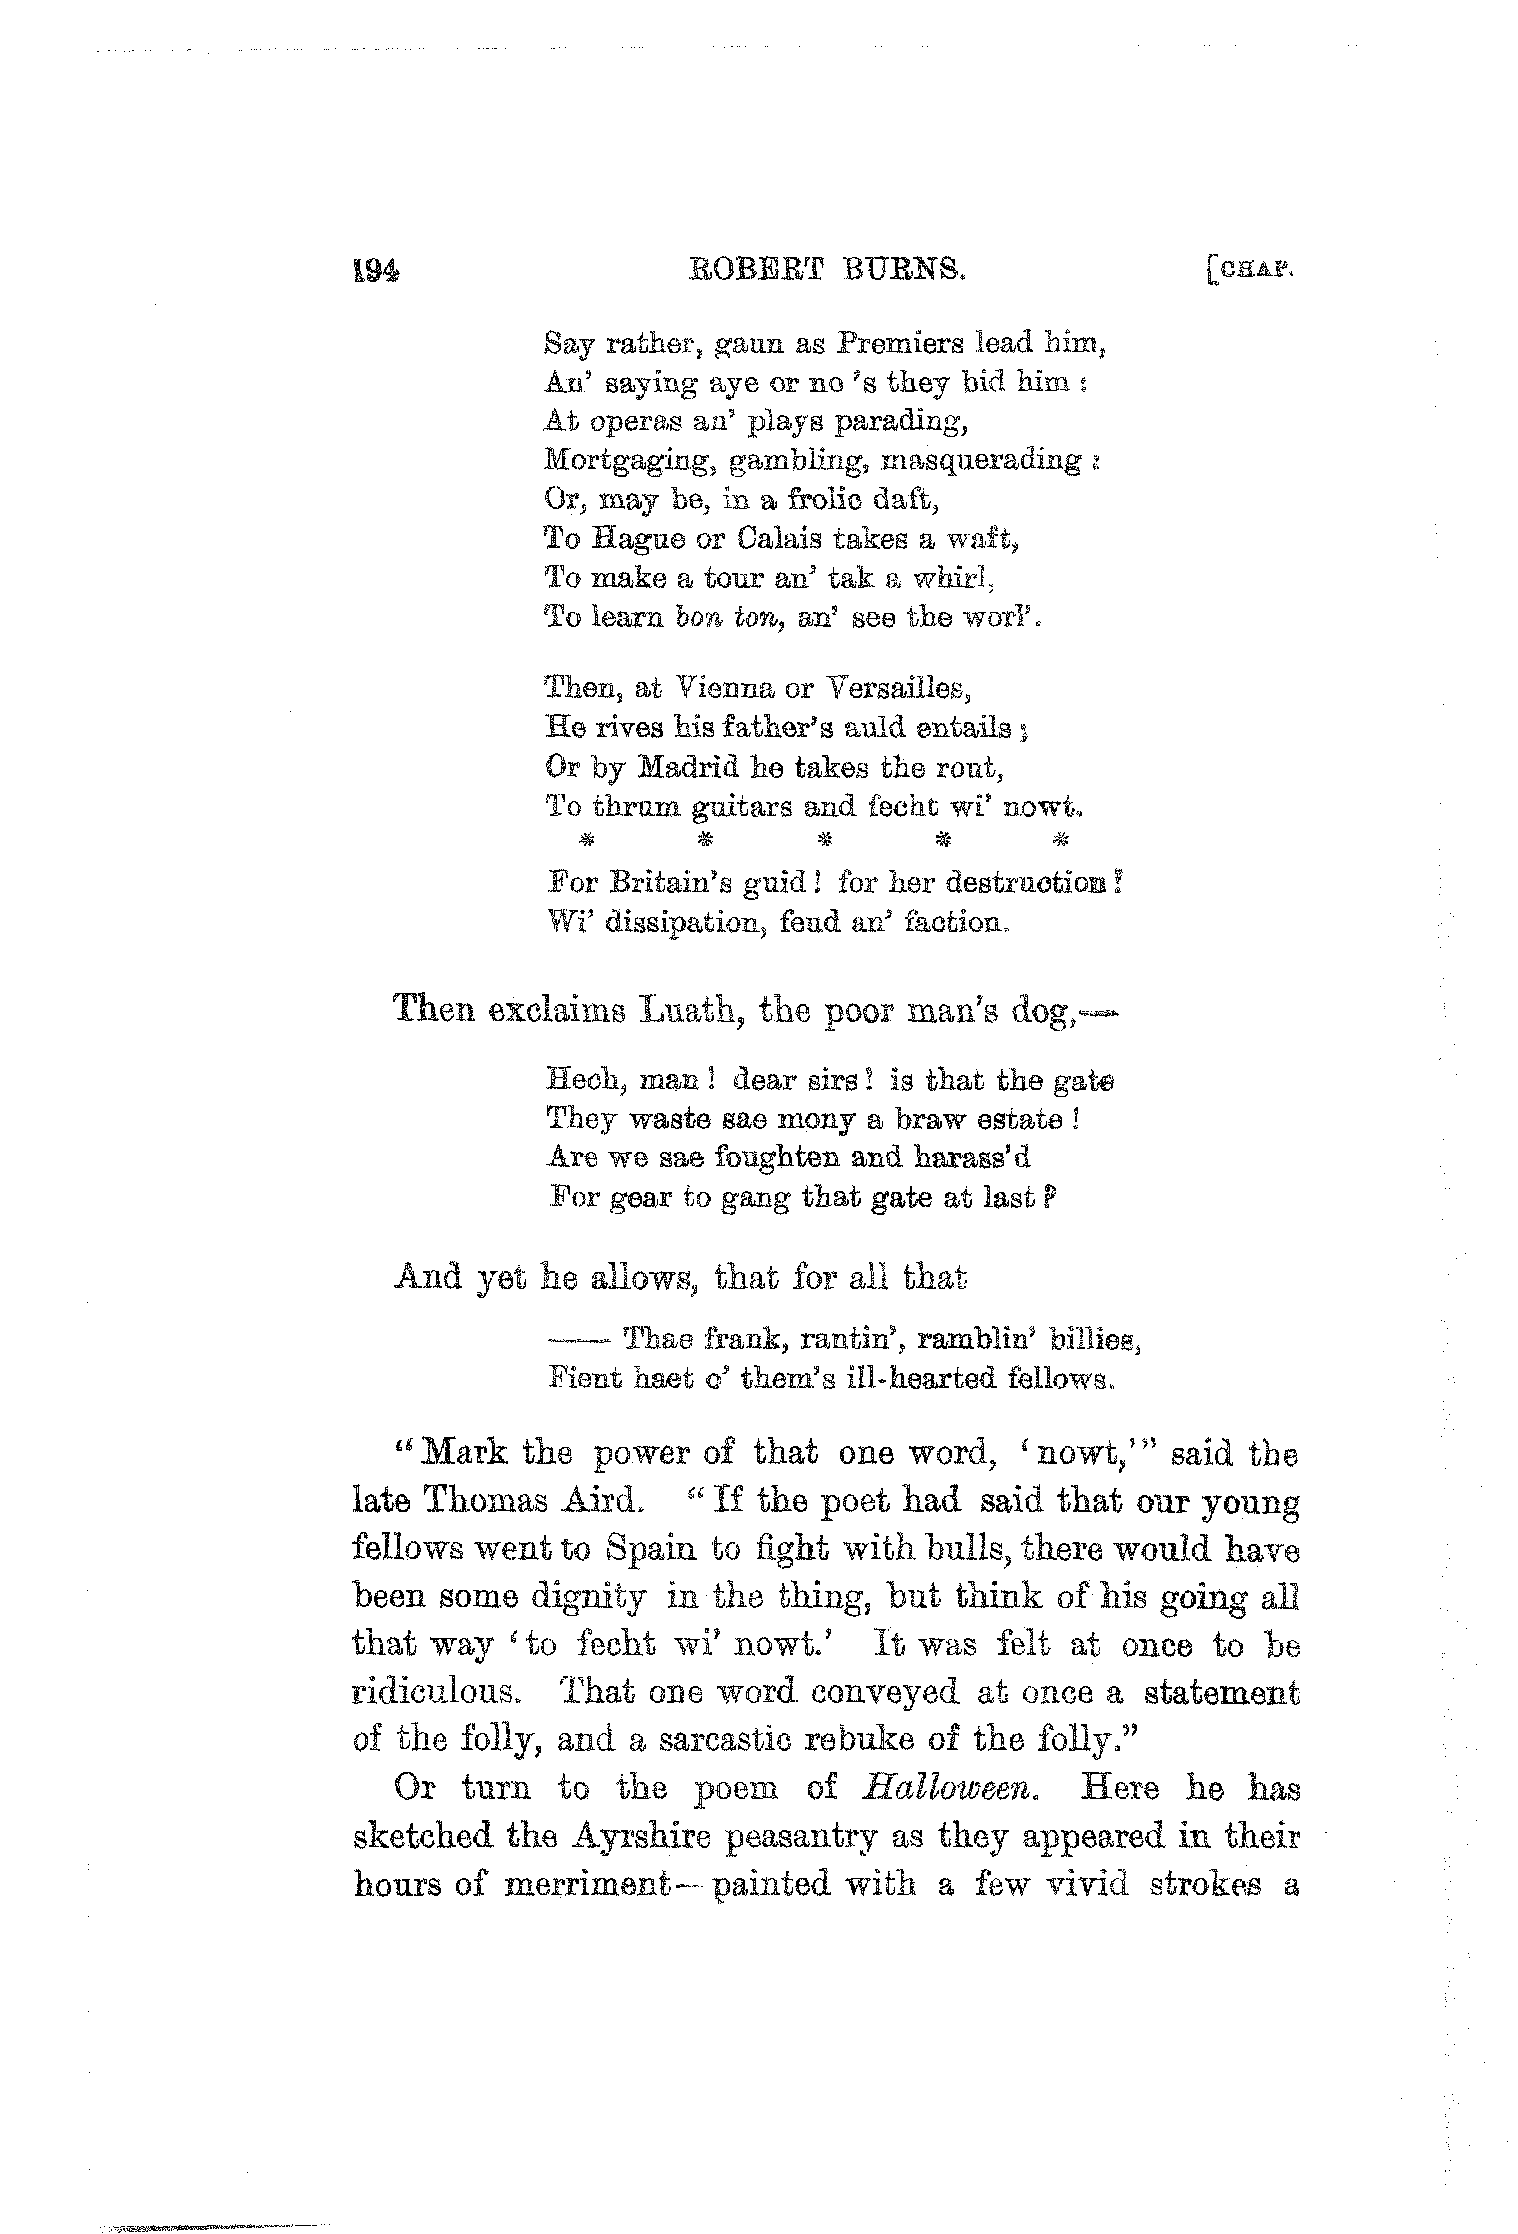 194 ROBERT BURNS. [CHAP.
Say rather, gaun as Premiers lead him,
An' saying aye or no 's they bid him :
At operas an' plays parading,
Mortgaging, gambling, masquerading :
Or, may be, in a frolic daft,
To Hague or Calais takes a waft,
To make a tour an' tak a whirl,
To learn bon ton, an' see the worl'.
Then, at Vienna or Versailles,
He rives his father's auld entails ;
Or by Madrid he takes the rout,
To thrum guitars and fecht wi' nowt.
* * * * *
For Britain's guid! for her destruction!
Wi' dissipation, feud an' faction.
Then exclaims Luath, the poor man's dog,—
Hech, man! dear sirs! is that the gate
They waste sae mony a braw estate!
Are we sae foughten and harass'd
For gear to gang that gate at last?
And yet he allows, that for all that
—— Thae frank, rantin', ramblin' billies,
Fient haet o' them's ill-hearted fellows.
"Mark the power of that one word, 'nowt,'" said the
late Thomas Aird. "If the poet had said that our young
fellows went to Spain to fight with bulls, there would have
been some dignity in the thing, but think of his going all
that way 'to fecht wi' nowt.' It was felt at once to be
ridiculous. That one word conveyed at once a statement
of the folly, and a sarcastic rebuke of the folly."
Or turn to the poem of Halloween. Here he has
sketched the Ayrshire peasantry as they appeared in their
hours of merriment—painted with a few vivid strokes a